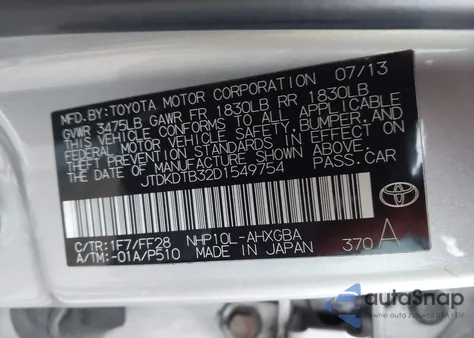 MFD.BY:TOYOTA MOTOR CORPORATION 07/13
GVWR 3475LB GAWR FR 1830LB RR 1830LB
THIS VEHICLE CONFORMS TO ALL APPLICABLE
FEDERAL MOTOR VEHICLE SAFETY, BUMPER, AND
THEFT PREVENTION STANDARDS IN EFFECT ON
THE DATE OF MANUFACTURE SHOWN ABOVE.
JTDKDTB32D1549754 PASS.CAR
C/TR:1F7/FF28 NHP10L-AHXGBA
A/TM:-01A/P510 MADE IN JAPAN 370 A
autoSnap